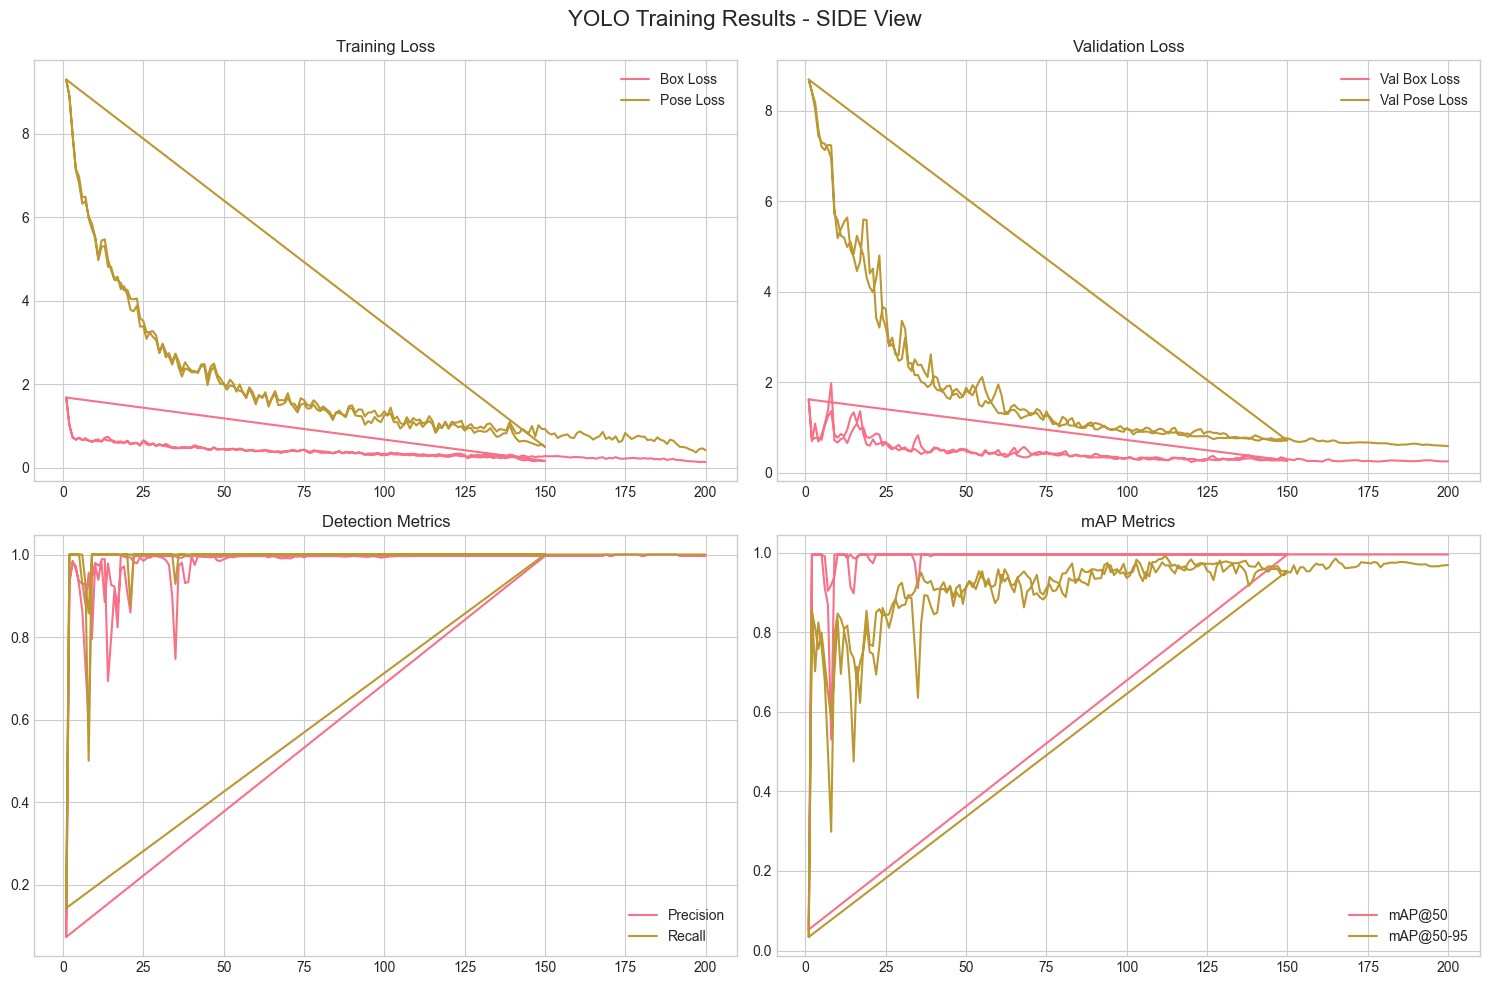 YOLO Training Results - SIDE View
Training Loss
Box Loss
Pose Loss
8
6
4
2
0
0 25 50 75 100 125 150 175 200
Validation Loss
Val Box Loss
Val Pose Loss
8
6
4
2
0
0 25 50 75 100 125 150 175 200
Detection Metrics
1.0
0.8
0.6
0.4
0.2
Precision
Recall
0 25 50 75 100 125 150 175 200
mAP Metrics
1.0
0.8
0.6
0.4
0.2
0.0
mAP@50
mAP@50-95
0 25 50 75 100 125 150 175 200